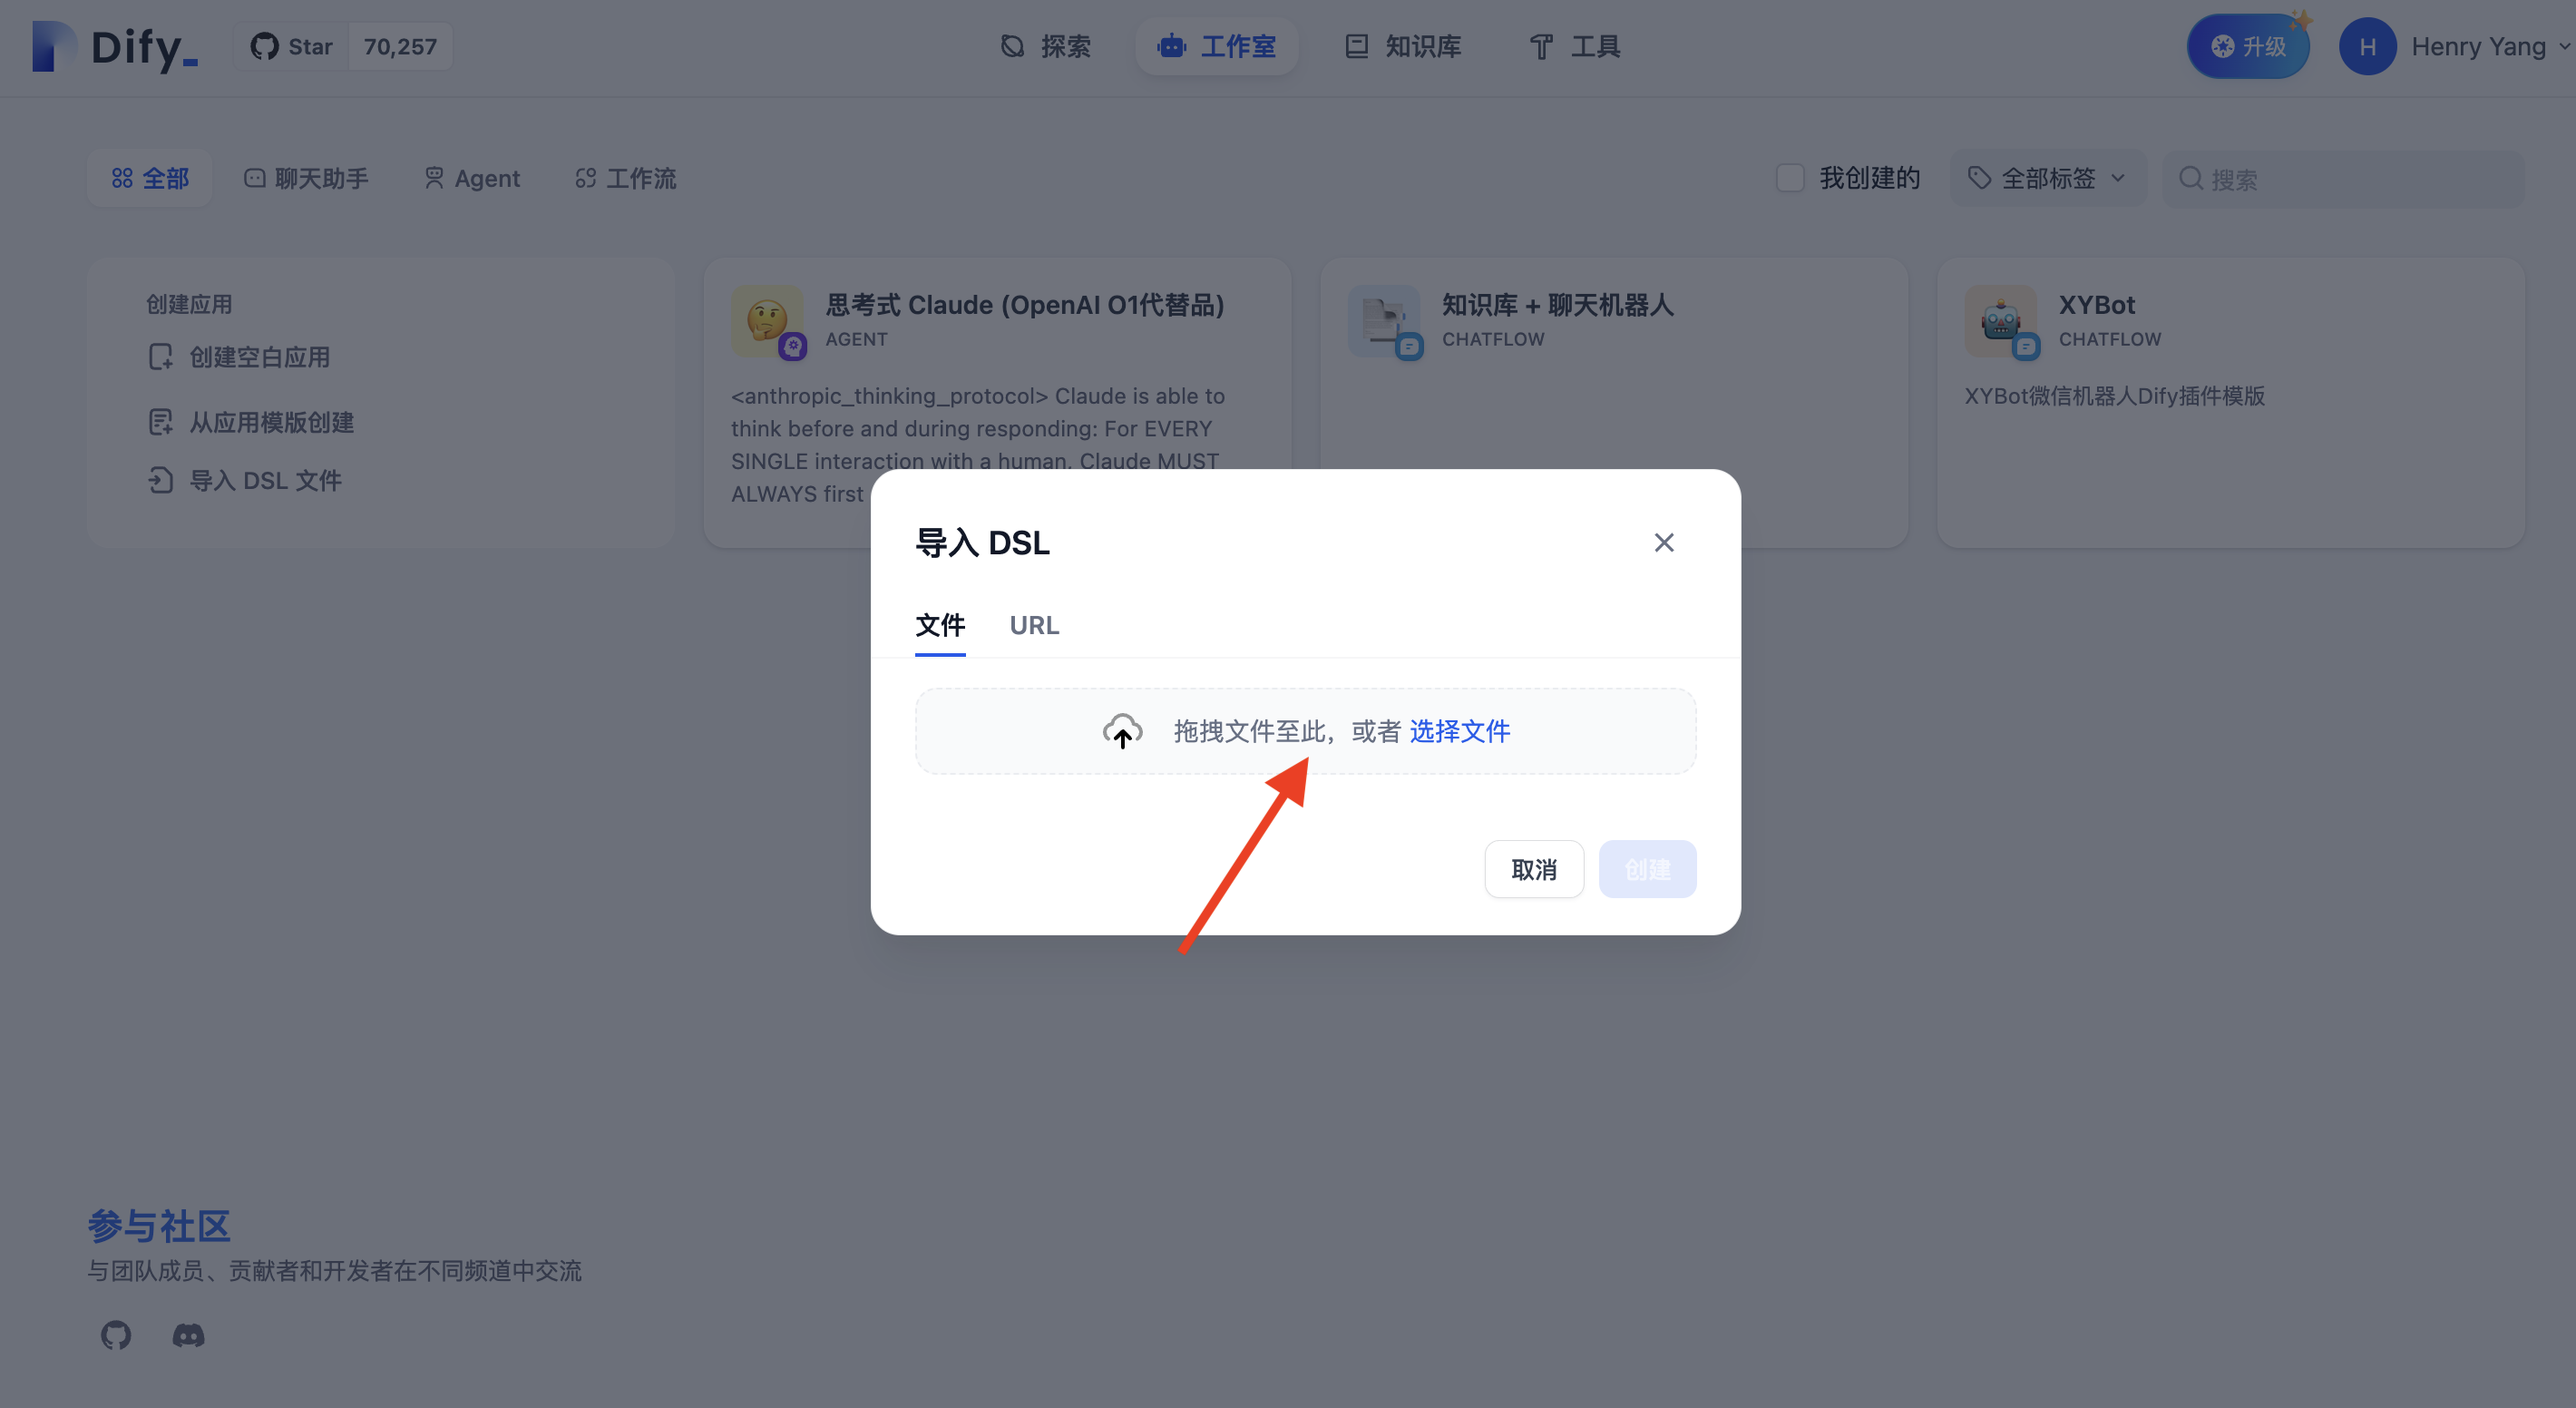 Dify_
Star 70,257
探索
工作室
知识库
工具
升级
H
Henry Yang
全部
聊天助手
Agent
工作流
我创建的
全部标签
搜索
创建应用
创建空白应用
从应用模版创建
导入 DSL 文件
思考式 Claude (OpenAI O1代替品)
AGENT
<anthropic_thinking_protocol> Claude is able to
think before and during responding: For EVERY
SINGLE interaction with a human, Claude MUST
ALWAYS first
知识库 + 聊天机器人
CHATFLOW
XYBot
CHATFLOW
XYBot微信机器人Dify插件模版
导入 DSL
文件
URL
拖拽文件至此，或者 选择文件
取消
创建
参与社区
与团队成员、贡献者和开发者在不同频道中交流